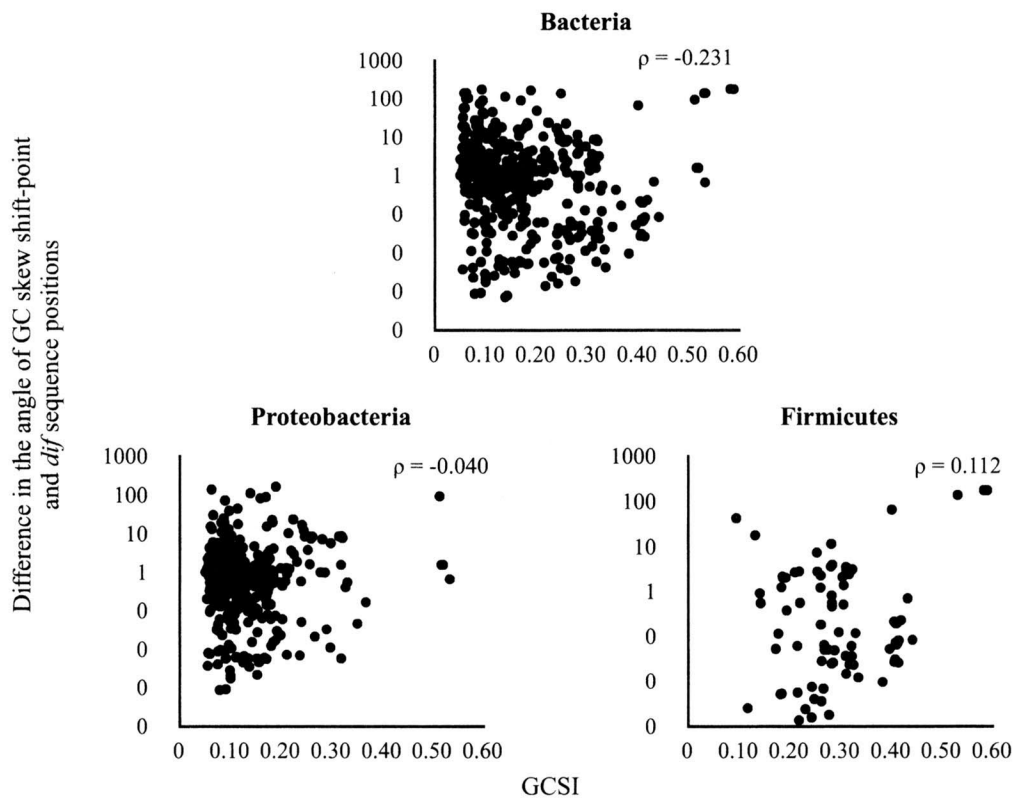 Bacteria
ρ = -0.231
1000
100
10
1
0
0
0
0
0 0.10 0.20 0.30 0.40 0.50 0.60
Difference in the angle of GC skew shift-point
and dif sequence positions
Proteobacteria
ρ = -0.040
1000
100
10
1
0
0
0
0
0 0.10 0.20 0.30 0.40 0.50 0.60
Firmicutes
ρ = 0.112
1000
100
10
1
0
0
0
0 0.10 0.20 0.30 0.40 0.50 0.60
GCSI